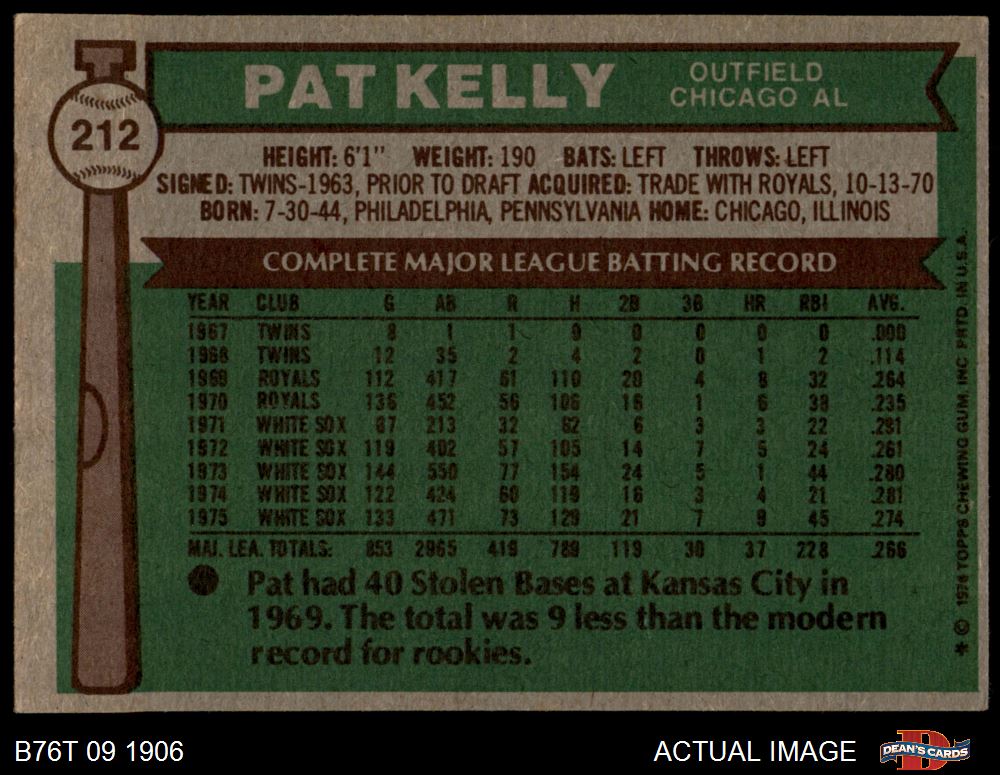 PAT KELLY OUTFIELD
CHICAGO AL
212
HEIGHT: 6'1" WEIGHT: 190 BATS: LEFT THROWS: LEFT
SIGNED: TWINS-1963, PRIOR TO DRAFT ACQUIRED: TRADE WITH ROYALS, 10-13-70
BORN: 7-30-44, PHILADELPHIA, PENNSYLVANIA HOME: CHICAGO, ILLINOIS
COMPLETE MAJOR LEAGUE BATTING RECORD
YEAR CLUB G AB R H 2B 3B HR RBI AVG.
1967 TWINS 8 1 1 0 0 0 0 0 .000
1968 TWINS 12 35 2 4 2 0 1 2 .114
1969 ROYALS 112 417 61 110 20 4 8 32 .264
1970 ROYALS 136 452 56 106 16 1 6 38 .235
1971 WHITE SOX 67 213 32 62 6 3 3 22 .291
1972 WHITE SOX 119 402 57 105 14 7 5 24 .261
1973 WHITE SOX 144 550 77 154 24 5 1 44 .280
1974 WHITE SOX 122 424 60 119 16 3 4 21 .281
1975 WHITE SOX 133 471 73 129 21 7 9 45 .274
MAJ. LEA. TOTALS: 853 2965 419 789 119 30 37 228 .266
Pat had 40 Stolen Bases at Kansas City in
1969. The total was 9 less than the modern
record for rookies.
* © 1976 TOPPS CHEWING GUM, INC PRTD. IN U.S.A.
B76T 09 1906 ACTUAL IMAGE D DEAN'S CARDS